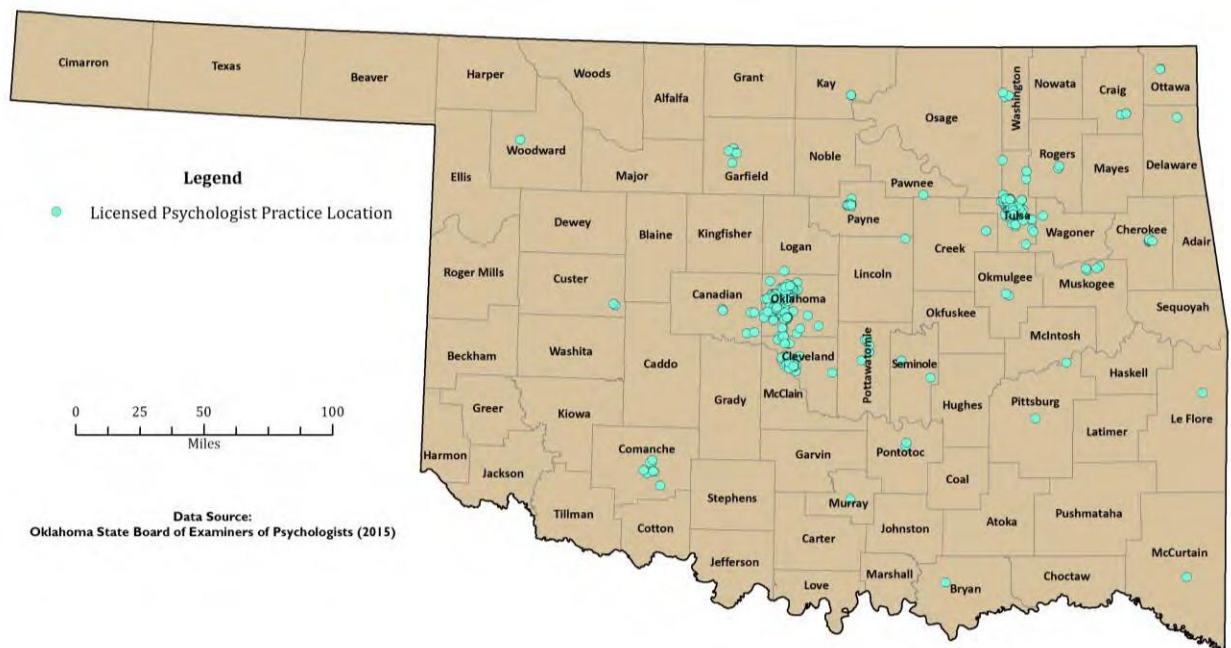 Cimarron
Texas
Beaver
Harper
Woods
Alfalfa
Grant
Kay
Osage
Washington
Nowata
Craig
Ottawa
Woodward
Ellis
Major
Garfield
Noble
Pawnee
Rogers
Mayes
Delaware
Legend
Licensed Psychologist Practice Location
Dewey
Blaine
Kingfisher
Logan
Payne
Creek
Tulsa
Wagoner
Cherokee
Adair
Roger Mills
Custer
Canadian
Oklahoma
Lincoln
Okmulgee
Muskogee
Sequoyah
Okfuskee
McIntosh
Beckham
Washita
Caddo
Grady
Cleveland
McClain
Pottawatomie
Seminole
Hughes
Pittsburg
Haskell
Le Flore
Latimer
0 25 50 100
Miles
Greer
Kiowa
Harmon
Jackson
Comanche
Garvin
Pontotoc
Coal
Stephens
Murray
Tillman
Cotton
Johnston
Atoka
Pushmataha
Carter
Jefferson
Love
Marshall
Bryan
Choctaw
McCurtain
Data Source:
Oklahoma State Board of Examiners of Psychologists (2015)